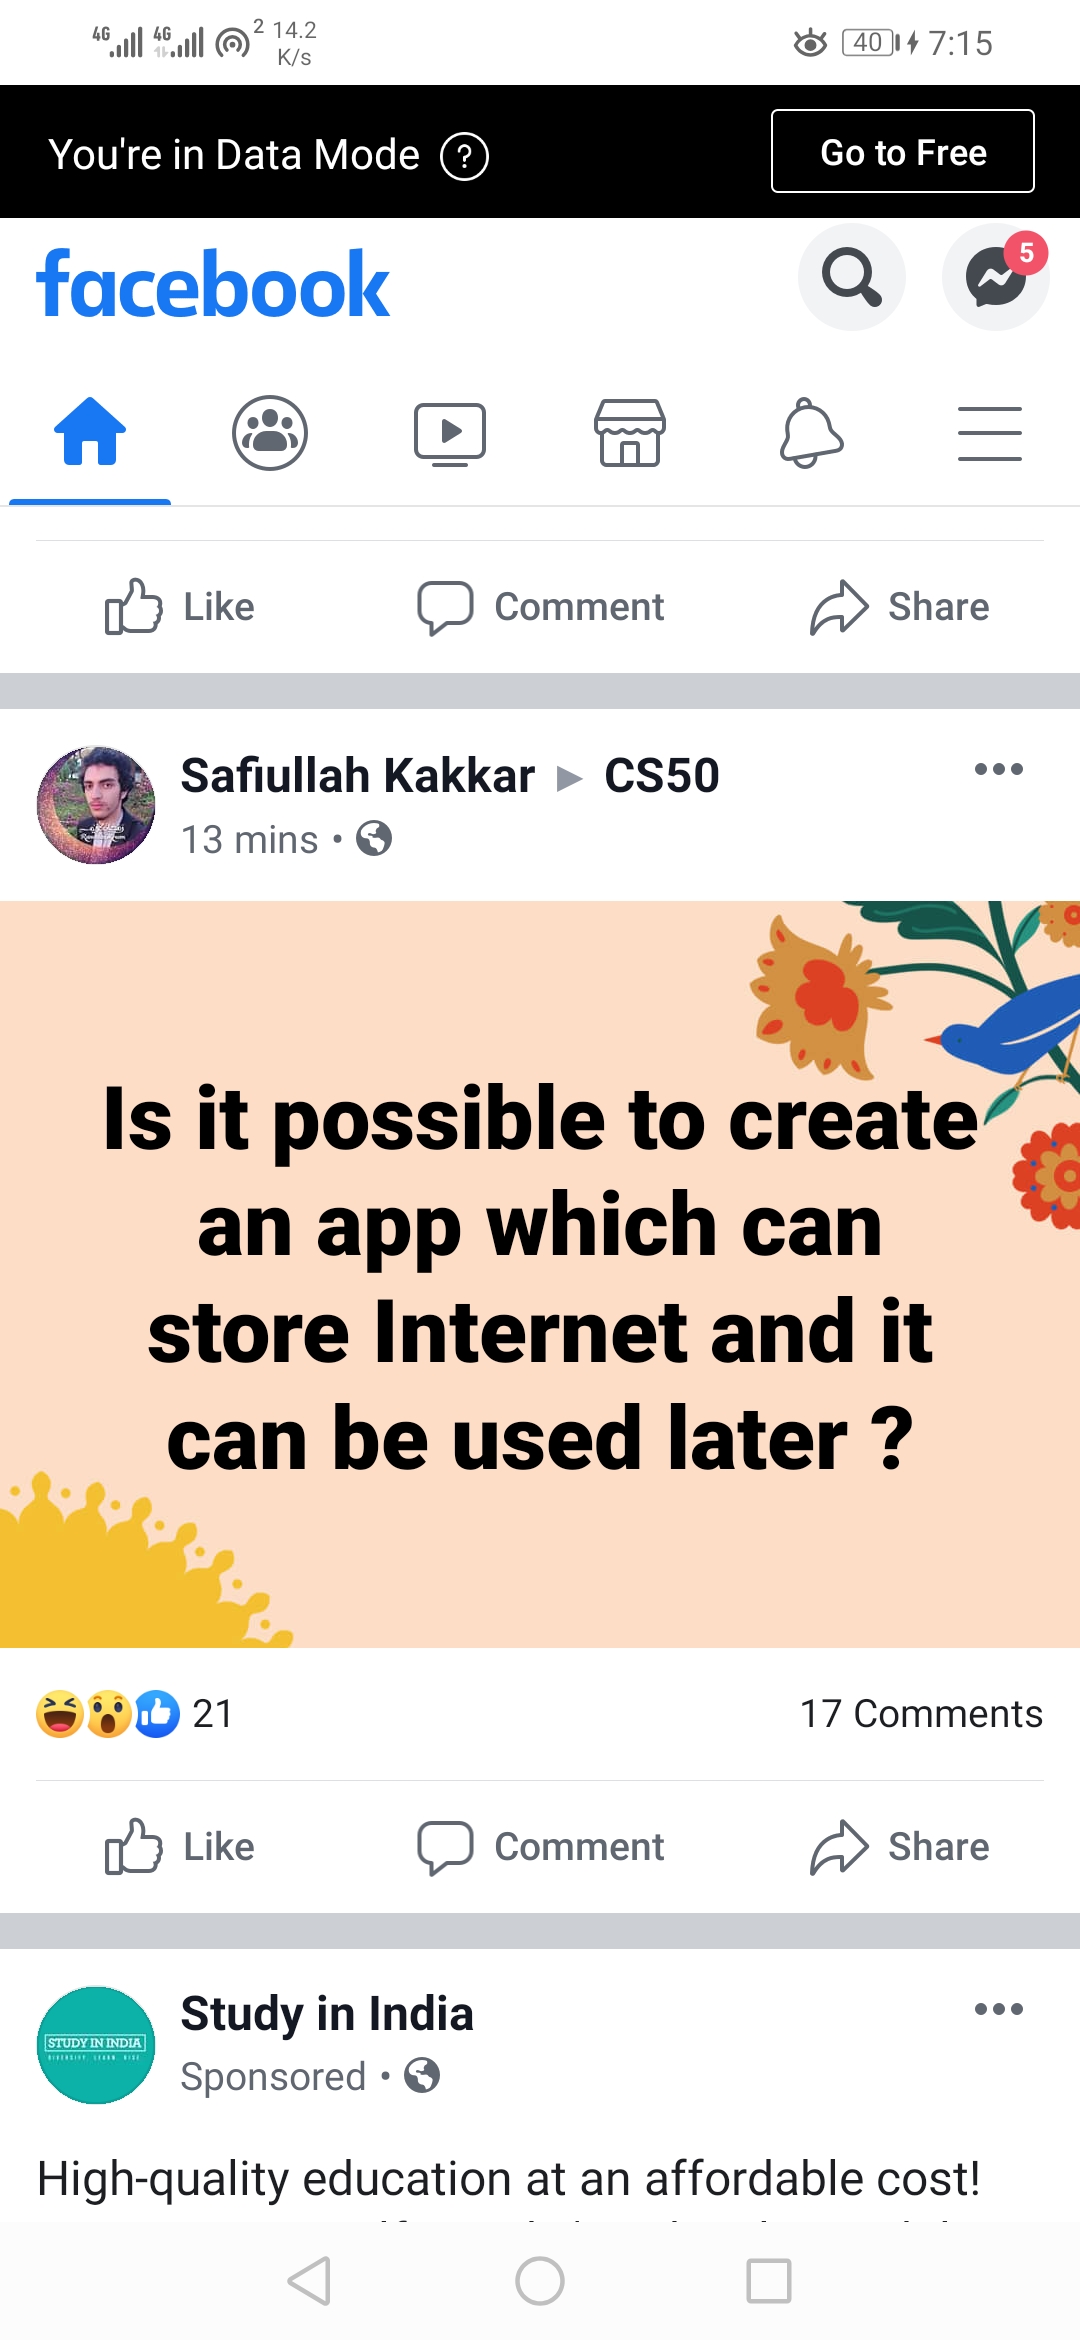 4G 4G 2 14.2 K/s 40 7:15
You're in Data Mode ? Go to Free
facebook 5
Like Comment Share
Safiullah Kakkar ▶ CS50
13 mins •
Is it possible to create
an app which can
store Internet and it
can be used later ?
21 17 Comments
Like Comment Share
Study in India
STUDY IN INDIA
Sponsored •
High-quality education at an affordable cost!